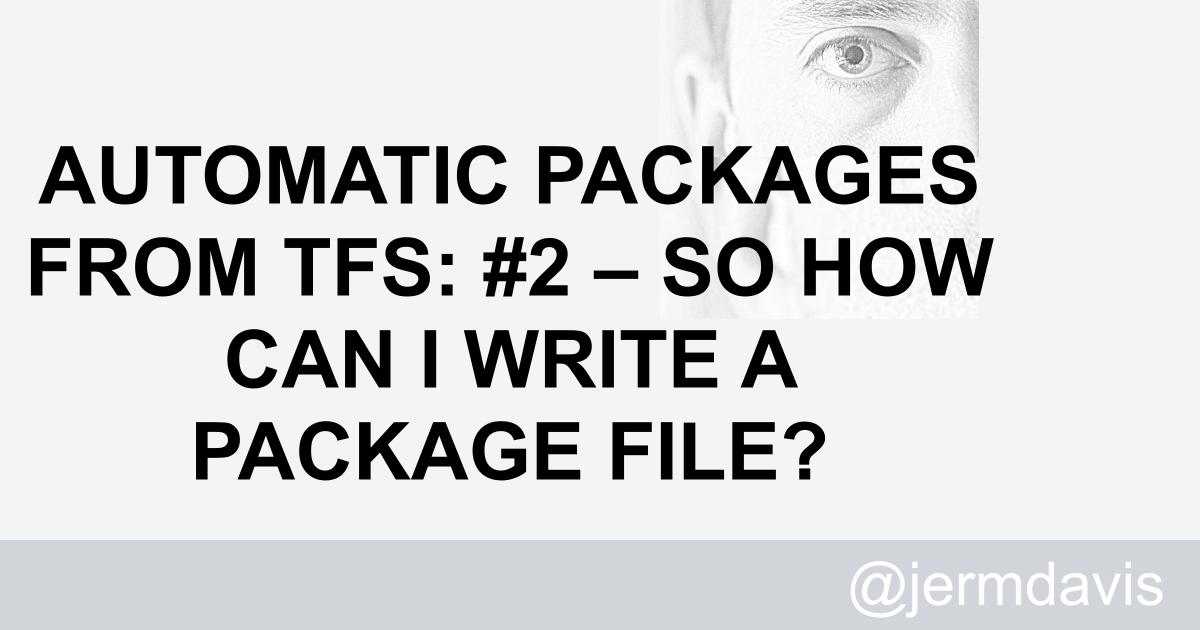 AUTOMATIC PACKAGES
FROM TFS: #2 – SO HOW
CAN I WRITE A
PACKAGE FILE?
@jermdavis